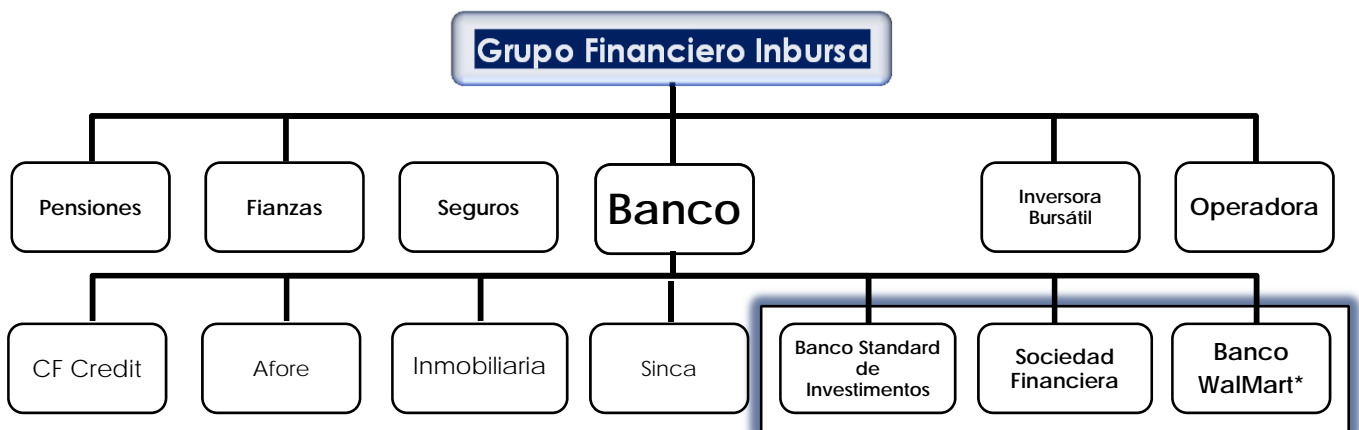 Grupo Financiero Inbursa
Pensiones
Fianzas
Seguros
Banco
Inversora
Bursátil
Operadora
CF Credit
Afore
Inmobiliaria
Sinca
Banco Standard
de
Investimentos
Sociedad
Financiera
Banco
WalMart*